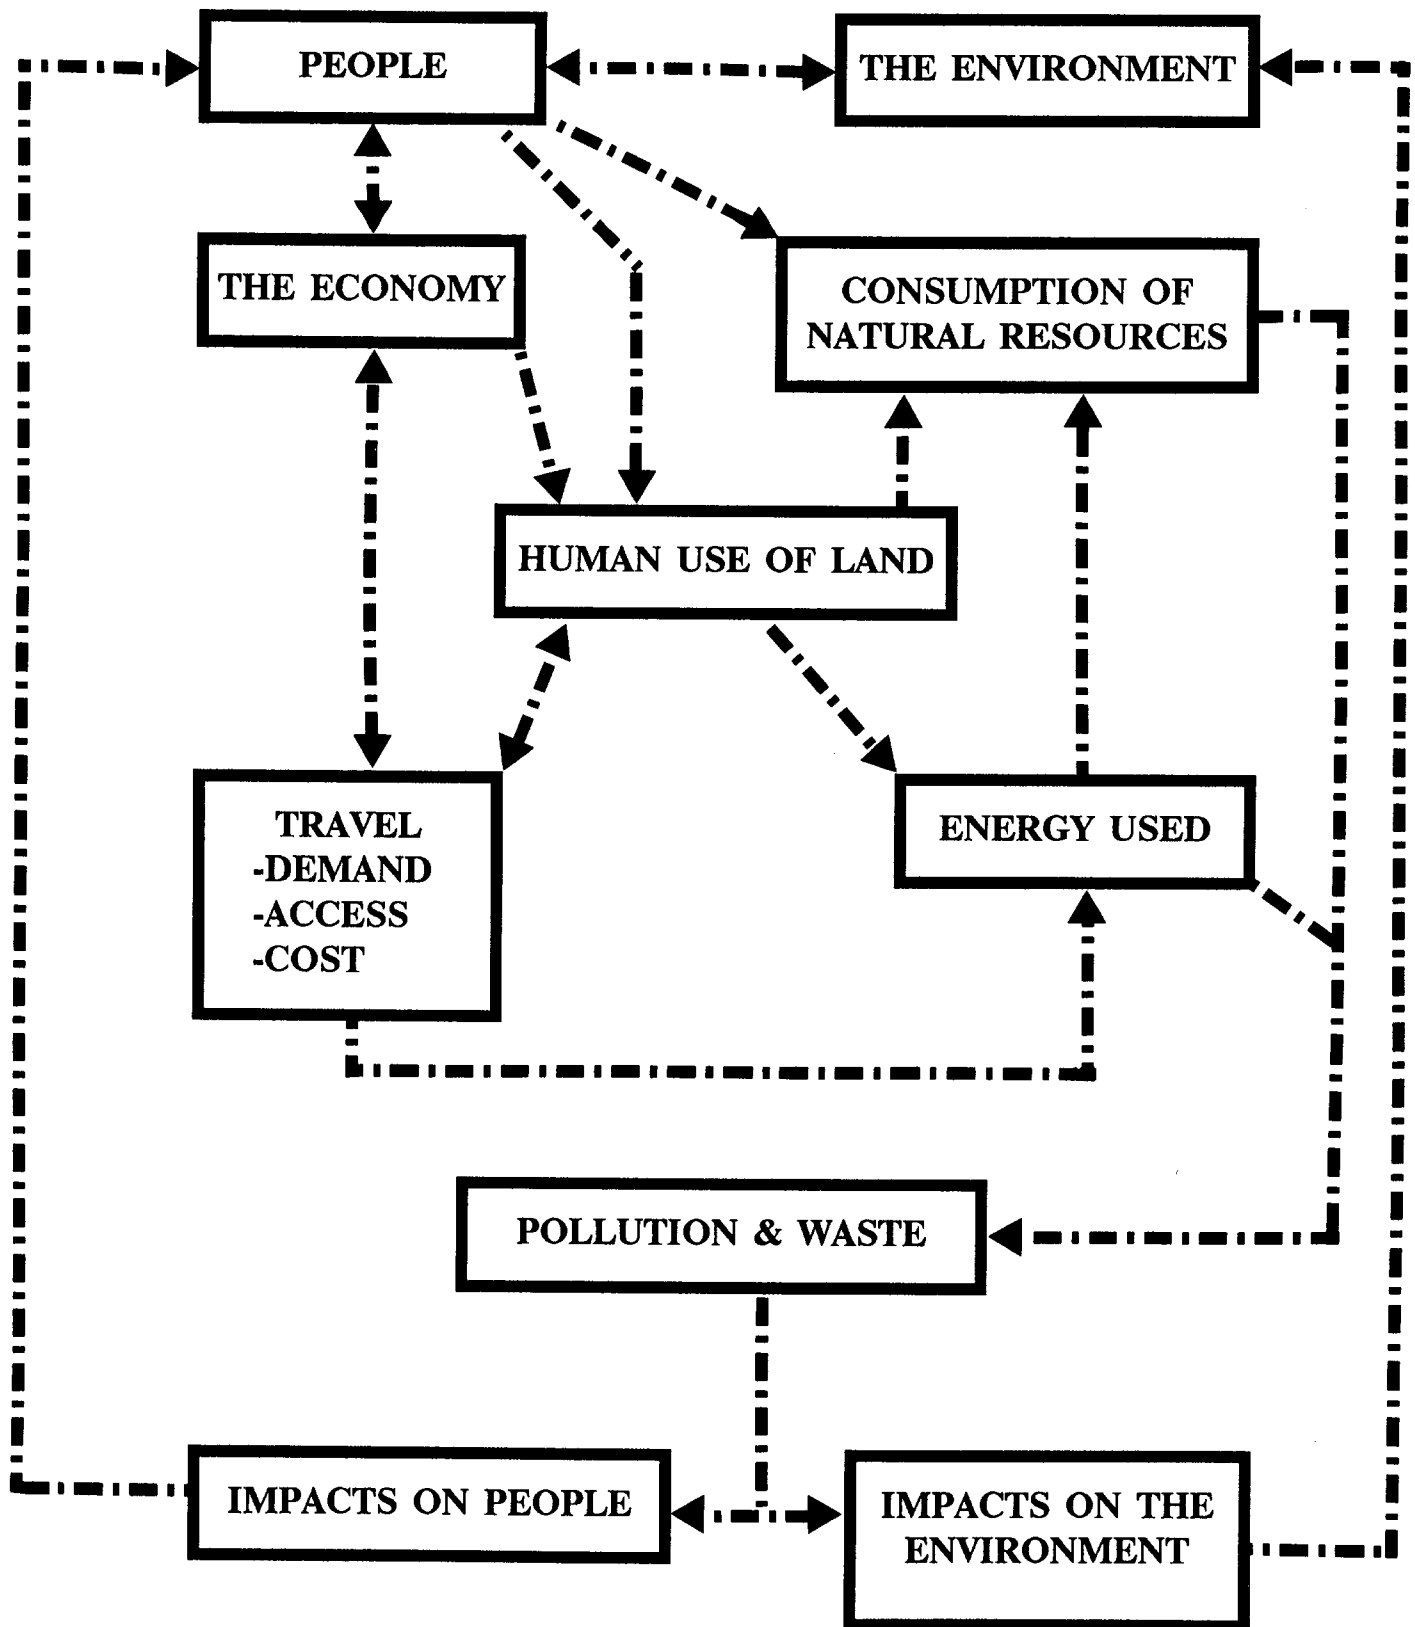 PEOPLE
THE ENVIRONMENT
THE ECONOMY
CONSUMPTION OF
NATURAL RESOURCES
HUMAN USE OF LAND
TRAVEL
-DEMAND
-ACCESS
-COST
ENERGY USED
POLLUTION & WASTE
IMPACTS ON PEOPLE
IMPACTS ON THE
ENVIRONMENT